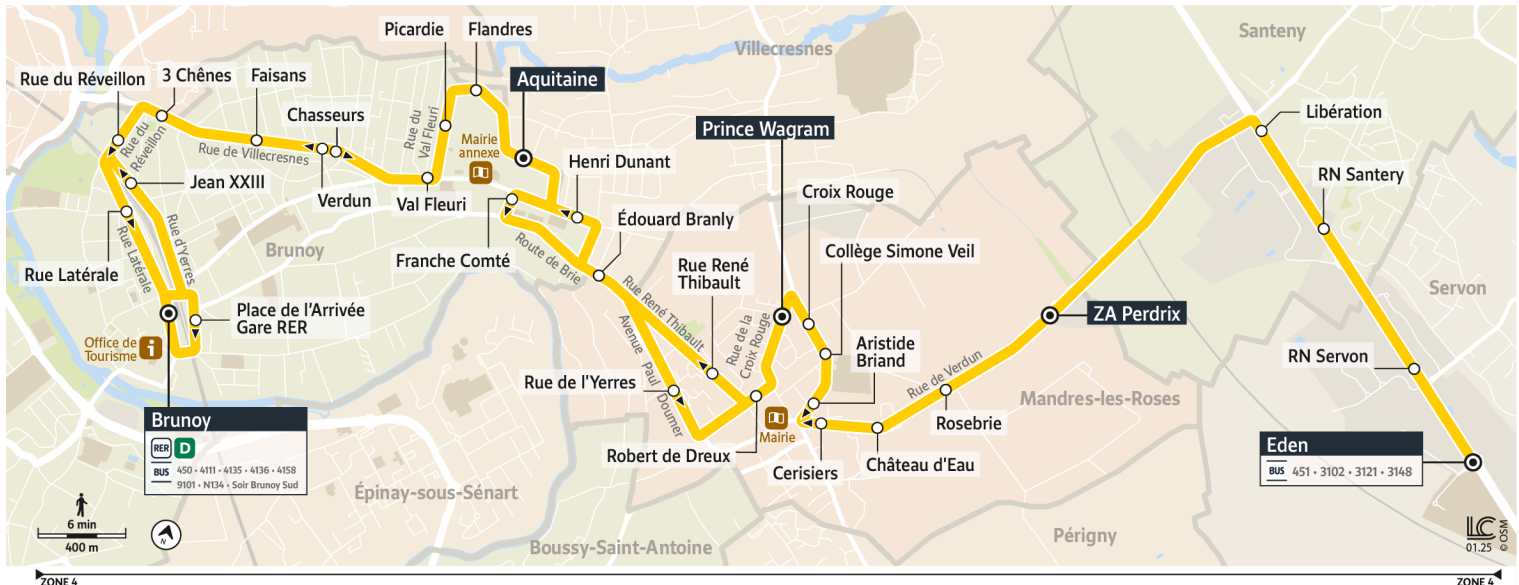 Picardie
Flandres
Villecresnes
Santeny
Rue du Réveillon
3 Chênes
Faisans
Aquitaine
Chasseurs
Libération
Prince Wagram
Rue du
Réveillon
Rue de Villecresnes
Rue du
Val Fleuri
Mairie
annexe
Henri Dunant
RN Santery
Jean XXIII
Verdun
Val Fleuri
Croix Rouge
Édouard Branly
Brunoy
Rue d'Yerres
Rue Latérale
Rue Latérale
Franche Comté
Route de Brie
Collège Simone Veil
Rue René
Thibault
Servon
Place de l'Arrivée
Gare RER
Rue René Thibault
ZA Perdrix
Office de
Tourisme
i
Avenue Paul Doumer
Rue de la
Croix Rouge
Aristide
Briand
RN Servon
Rue de l'Yerres
Rue de Verdun
Mandres-les-Roses
Rosebrie
Mairie
Brunoy
RER D
BUS 450 • 4111 • 4135 • 4136 • 4158
9101 • N134 • Soir Brunoy Sud
Robert de Dreux
Cerisiers
Château d'Eau
Eden
BUS 451 • 3102 • 3121 • 3148
Épinay-sous-Sénart
6 min
400 m
N
Boussy-Saint-Antoine
Périgny
LC
01.25
© OSM
ZONE 4
ZONE 4